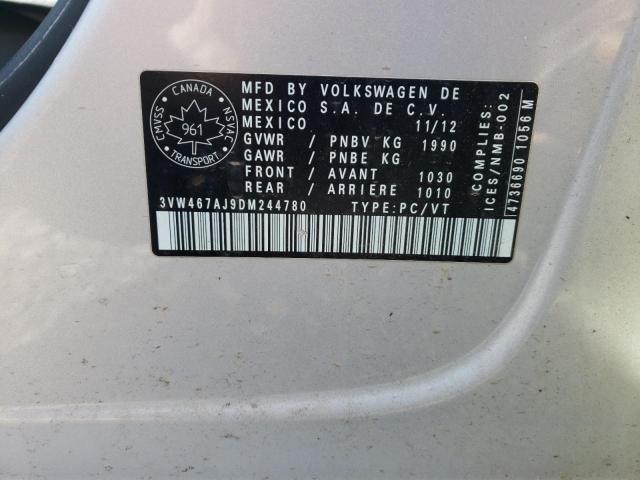 CANADA
CMVSS
NSVAC
961
TRANSPORT
MFD BY VOLKSWAGEN DE
MEXICO S.A. DE C.V.
MEXICO 11/12
GVWR / PNBV KG 1990
GAWR / PNBE KG
FRONT / AVANT 1030
REAR / ARRIERE 1010
3VW467AJ9DM244780 TYPE:PC/VT
COMPLIES:
ICES/NMB-002
4736690 1056 M